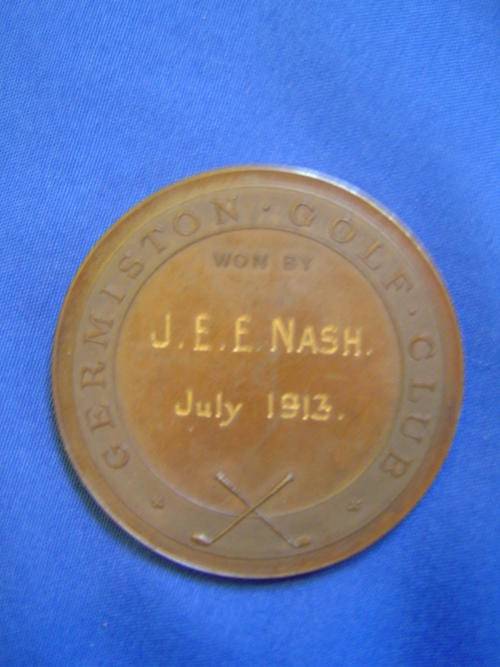 GERMISTON · GOLF · CLUB
WON BY
J. E. E. NASH.
July 1913.